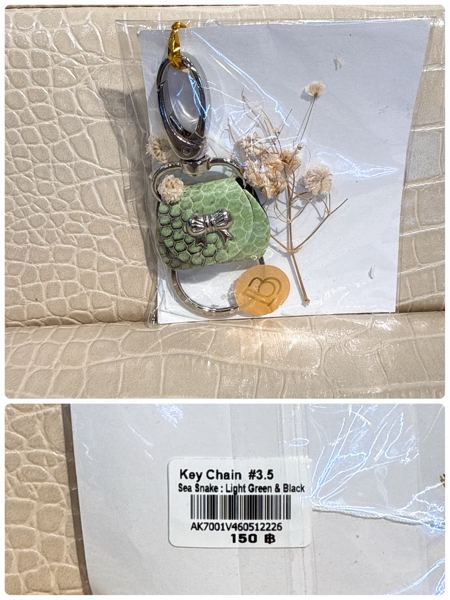 B
Key Chain #3.5
Sea Snake : Light Green & Black
AK7001V460512226
150 ฿